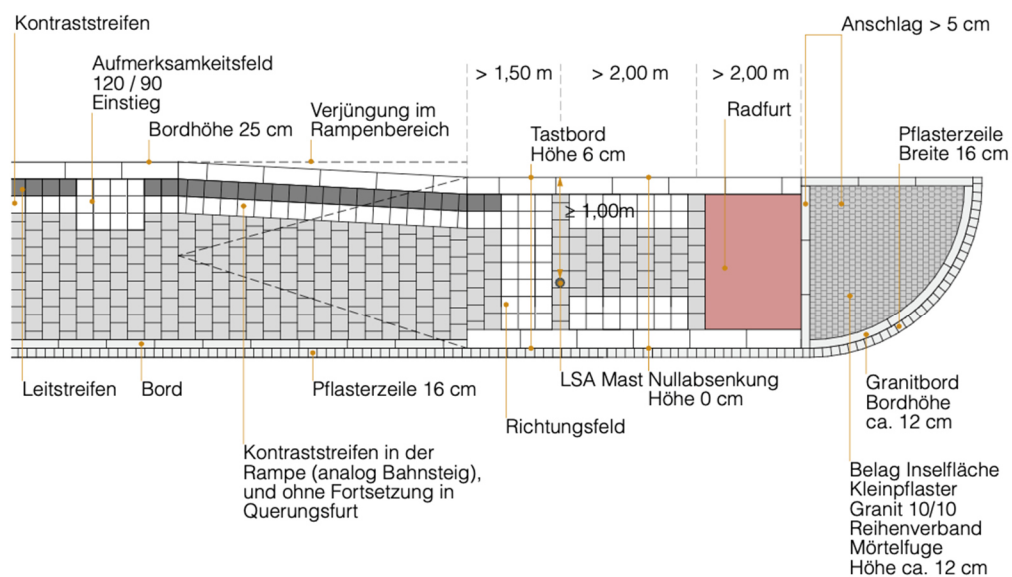 Kontraststreifen
Anschlag > 5 cm
Aufmerksamkeitsfeld
120 / 90
Einstieg
> 1,50 m
> 2,00 m
> 2,00 m
Bordhöhe 25 cm
Verjüngung im
Rampenbereich
Radfurt
Tastbord
Höhe 6 cm
Pflasterzeile
Breite 16 cm
≥ 1,00m
Leitstreifen
Bord
Pflasterzeile 16 cm
LSA Mast
Nullabsenkung
Höhe 0 cm
Richtungsfeld
Granitbord
Bordhöhe
ca. 12 cm
Kontraststreifen in der
Rampe (analog Bahnsteig),
und ohne Fortsetzung in
Querungsfurt
Belag Inselfläche
Kleinpflaster
Granit 10/10
Reihenverband
Mörtelfuge
Höhe ca. 12 cm